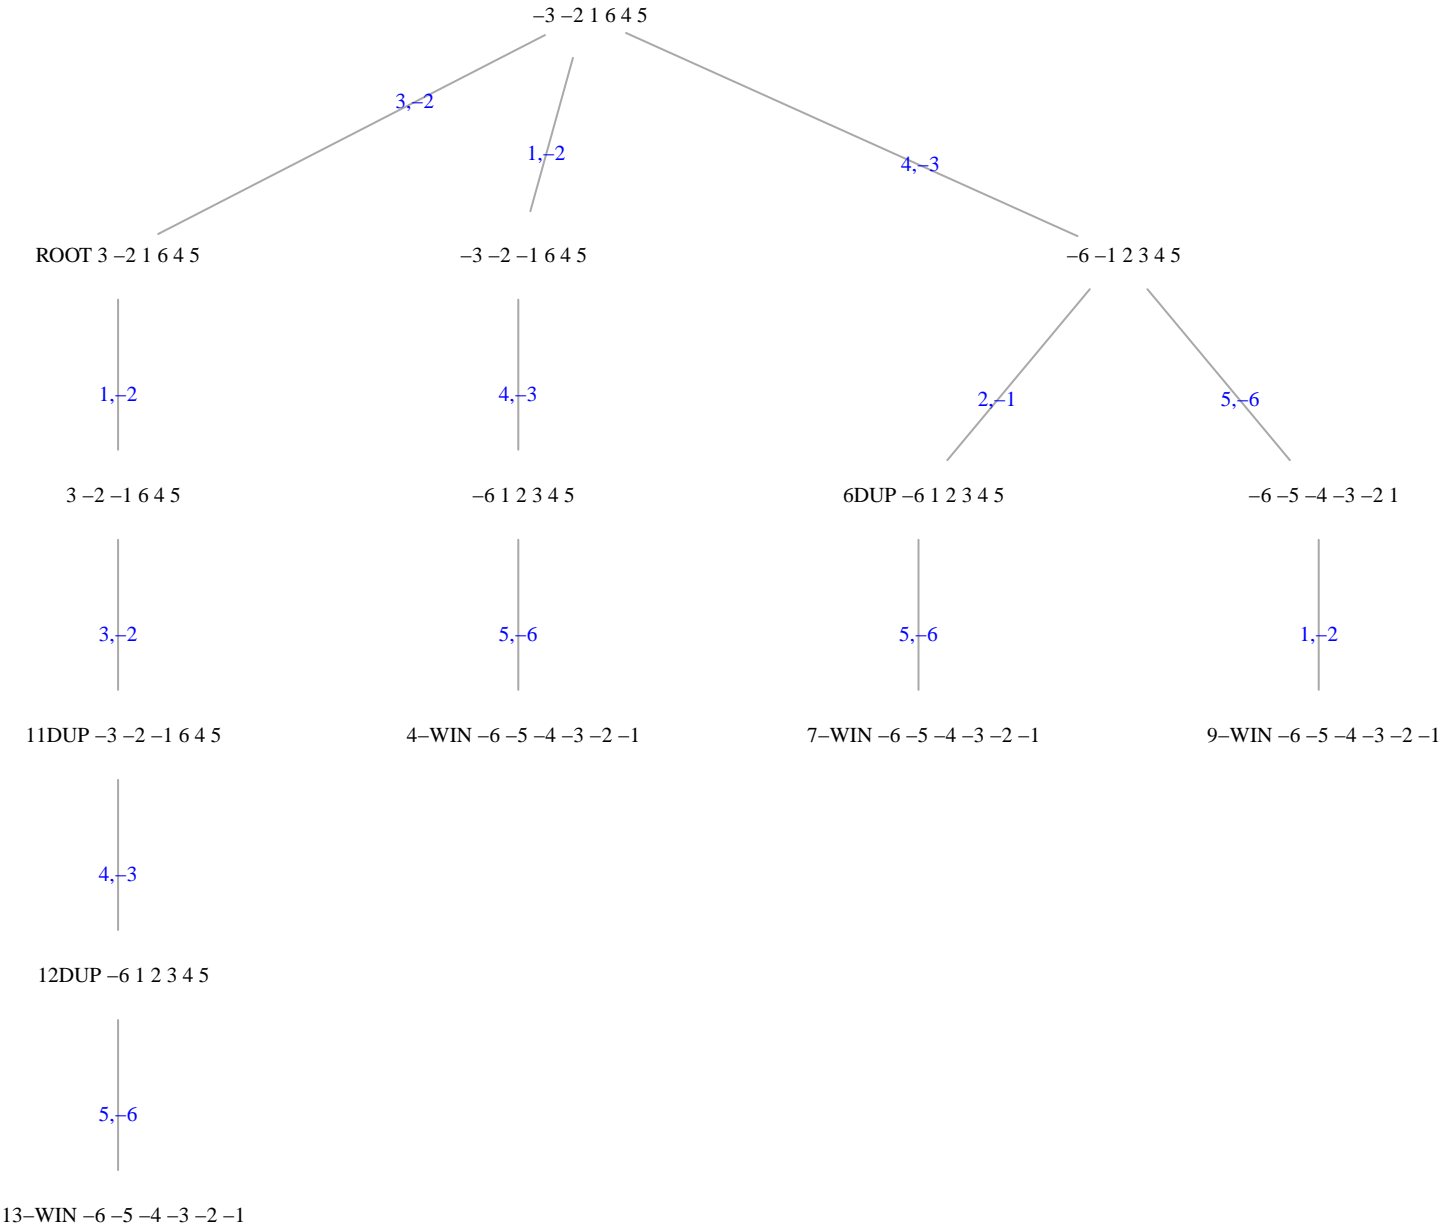 –3 –2 1 6 4 5
3,–2
1,–2
4,–3
ROOT 3 –2 1 6 4 5
–3 –2 –1 6 4 5
–6 –1 2 3 4 5
1,–2
4,–3
2,–1
5,–6
3 –2 –1 6 4 5
–6 1 2 3 4 5
6DUP –6 1 2 3 4 5
–6 –5 –4 –3 –2 1
3,–2
5,–6
5,–6
1,–2
11DUP –3 –2 –1 6 4 5
4–WIN –6 –5 –4 –3 –2 –1
7–WIN –6 –5 –4 –3 –2 –1
9–WIN –6 –5 –4 –3 –2 –1
4,–3
12DUP –6 1 2 3 4 5
5,–6
13–WIN –6 –5 –4 –3 –2 –1